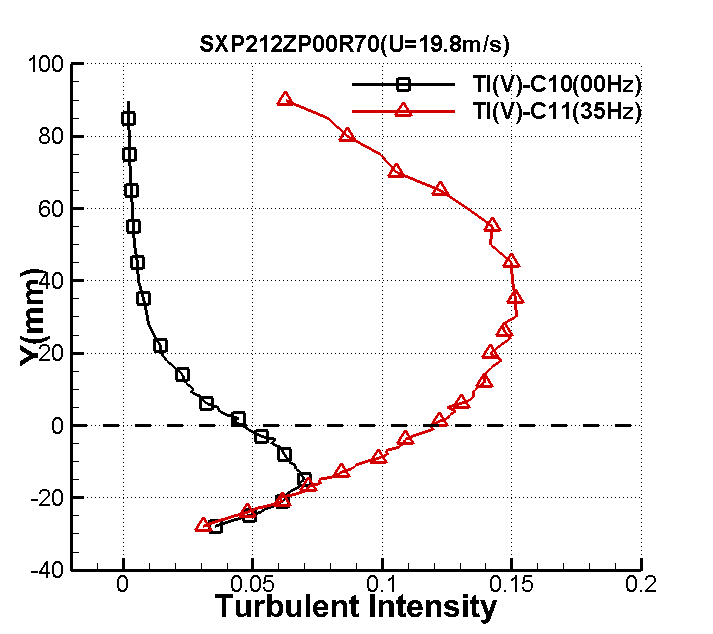 SXP212ZP00R70(U=19.8m/s)
TI(V)-C10(00Hz)
TI(V)-C11(35Hz)
100
80
60
40
20
0
-20
-40
Y(mm)
0 0.05 0.1 0.15 0.2
Turbulent Intensity